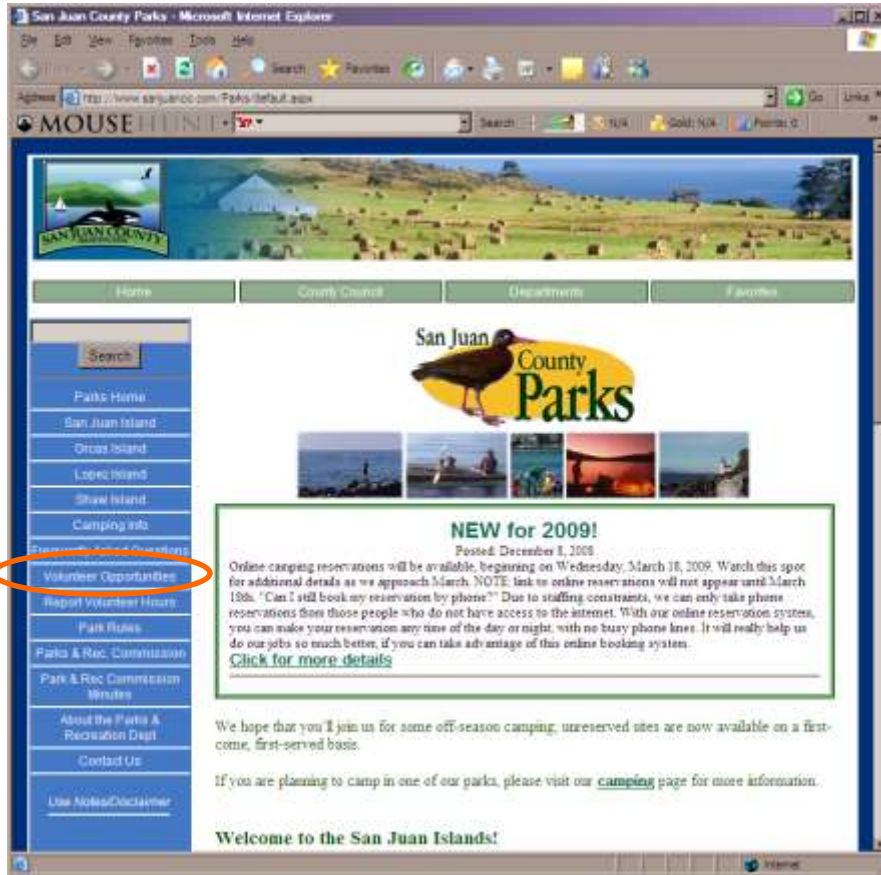 San Juan County Parks - Microsoft Internet Explorer
File Edit View Favorites Tools Help
Search Favorites
Address http://www.sanjuanco.com/Parks/default.aspx Go Links
MOUSEHUNT Search N/A Gold: N/A Points: 0
SAN JUAN COUNTY
Home County Council Departments Favorites
Search
Parks Home
San Juan Island
Orcas Island
Lopez Island
Shaw Island
Camping Info
Frequently Asked Questions
Volunteer Opportunities
Report Volunteer Hours
Park Rules
Parks & Rec. Commission
Park & Rec Commission
Minutes
About the Parks &
Recreation Dept
Contact Us
Use Notes/Disclaimer
San Juan
County
Parks
NEW for 2009!
Posted: December 8, 2008
Online camping reservations will be available, beginning on Wednesday, March 18, 2009. Watch this spot
for additional details as we approach March. NOTE: link to online reservations will not appear until March
18th. "Can I still book my reservation by phone?" Due to staffing constraints, we can only take phone
reservations from those people who do not have access to the internet. With our online reservation system,
you can make your reservation any time of the day or night, with no busy phone lines. It will really help us
do our jobs so much better, if you can take advantage of this online booking
system.
Click for more details
We hope that you'll join us for some off-season camping; unreserved sites are now available on a first-
come, first-served basis.
If you are planning to camp in one of our parks, please visit our camping page for more information.
Welcome to the San Juan Islands!
Internet